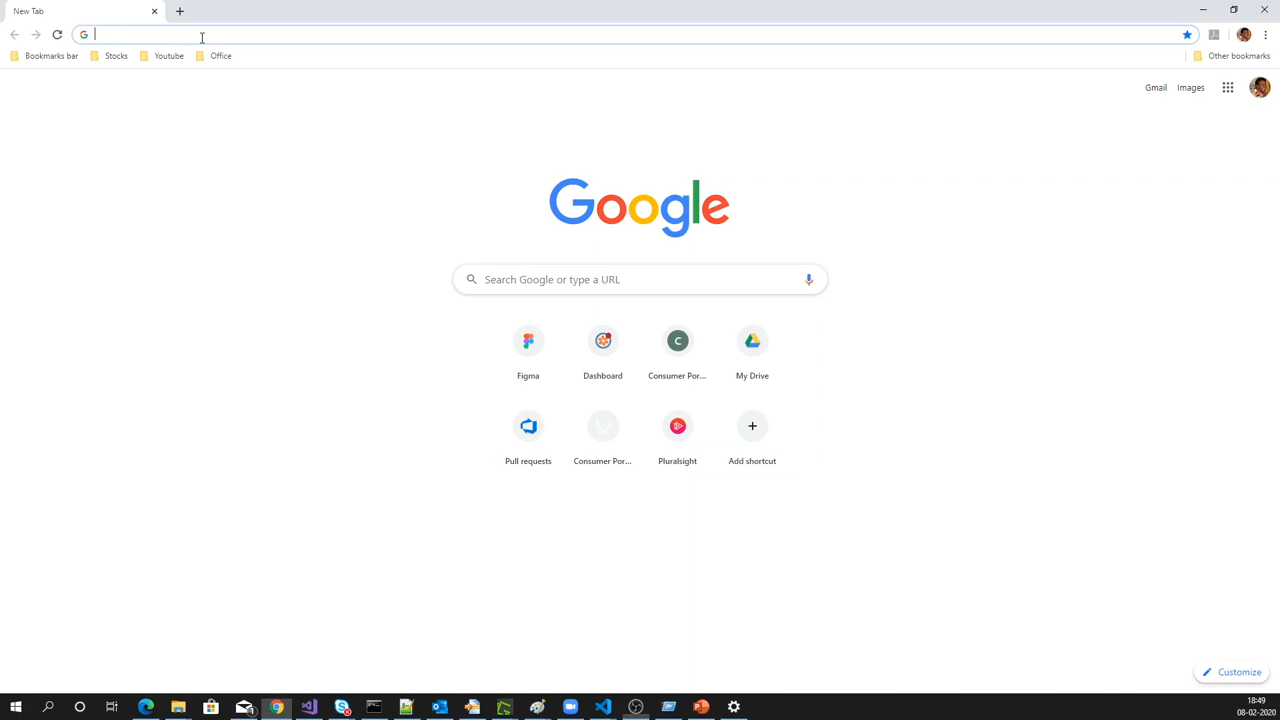 New Tab
Bookmarks bar Stocks Youtube Office Other bookmarks
Gmail Images
Google
Search Google or type a URL
Figma Dashboard Consumer Por... My Drive
C
Pull requests Consumer Por... Pluralsight Add shortcut
Customize
18:49
08-02-2020